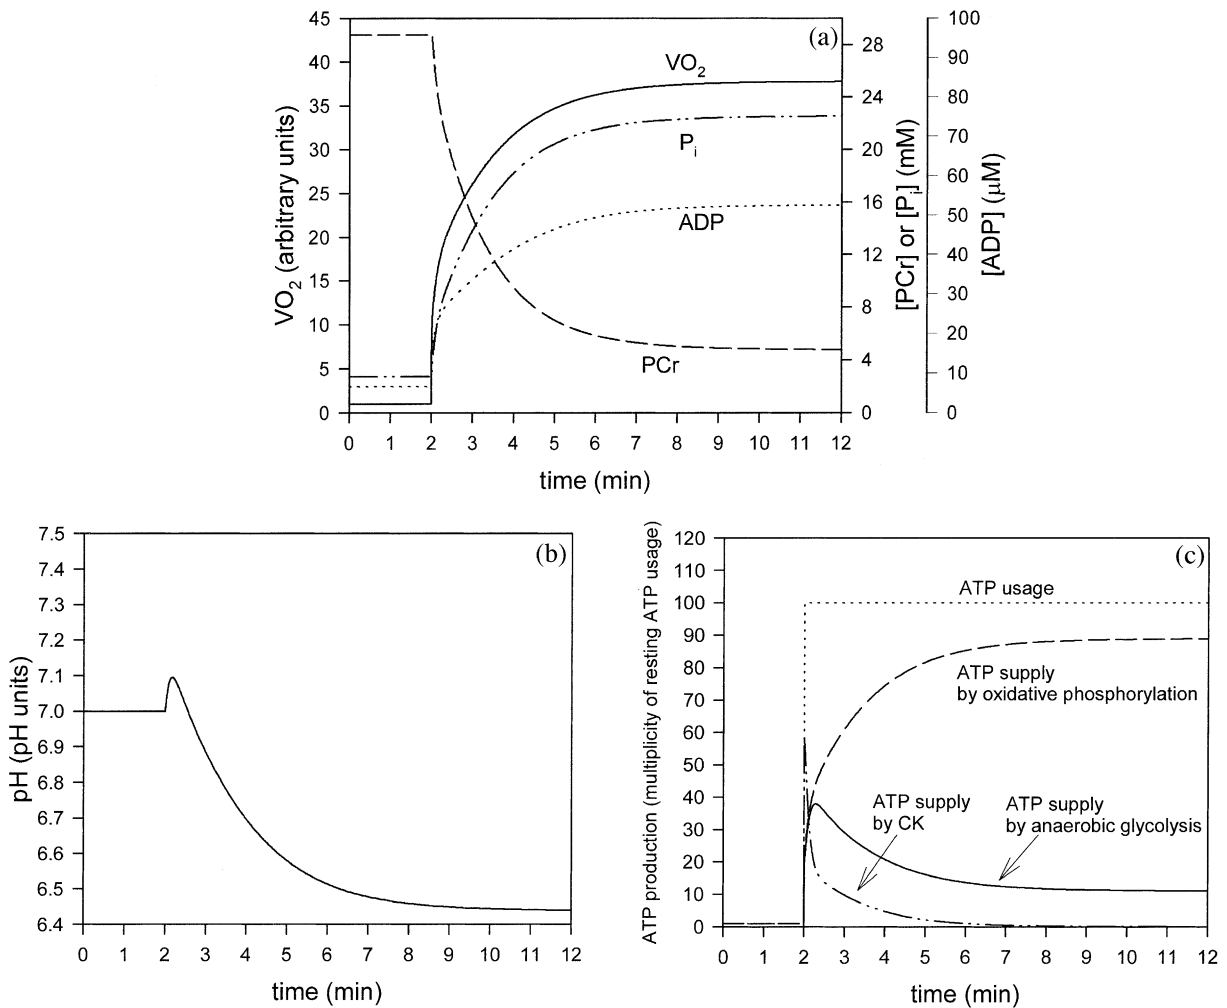 (a)
45
40
35
30
25
20
15
10
5
0
VO2 (arbitrary units)
VO2
Pi
ADP
PCr
28
24
20
16
12
8
4
0
[PCr] or [Pi] (mM)
100
90
80
70
60
50
40
30
20
10
0
[ADP] (μM)
0 1 2 3 4 5 6 7 8 9 10 11 12
time (min)
(b)
7.5
7.4
7.3
7.2
7.1
7.0
6.9
6.8
6.7
6.6
6.5
6.4
pH (pH units)
0 1 2 3 4 5 6 7 8 9 10 11 12
time (min)
(c)
120
110
100
90
80
70
60
50
40
30
20
10
0
ATP production (multiplicity of resting ATP usage)
ATP usage
ATP supply
by oxidative phosphorylation
ATP supply
by CK
ATP supply
by anaerobic glycolysis
0 1 2 3 4 5 6 7 8 9 10 11 12
time (min)